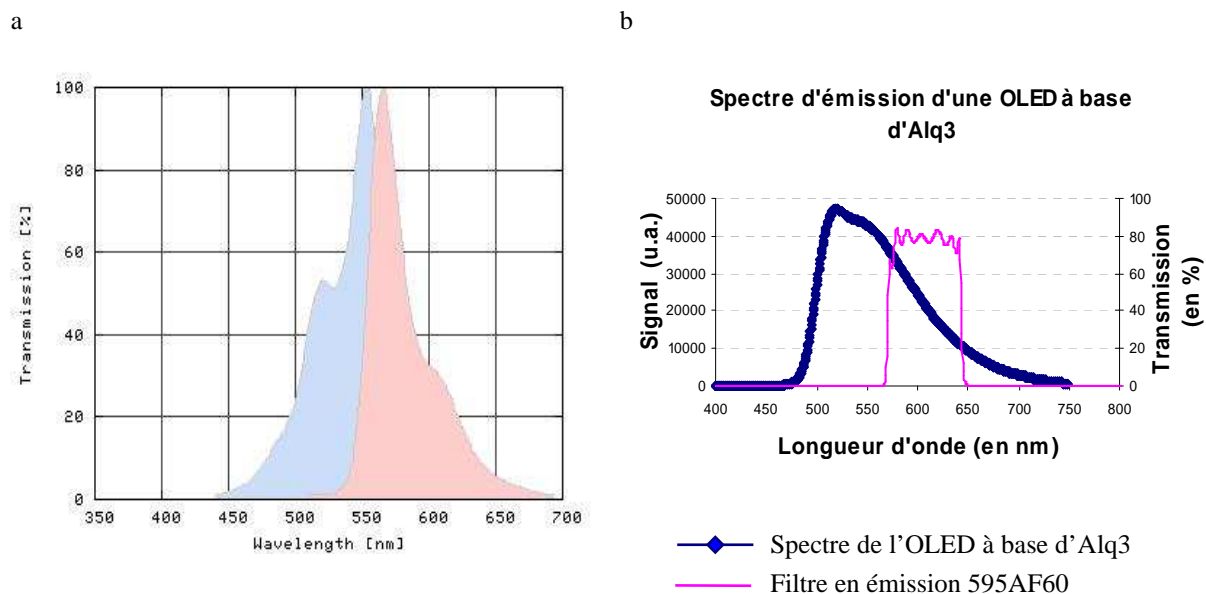 a
b
100
80
60
40
20
0
Transmission [%]
350 400 450 500 550 600 650 700
Wavelength [nm]
Spectre d'émission d'une OLED à base
d'Alq3
50000
40000
30000
20000
10000
0
Signal (u.a.)
100
80
60
40
20
0
Transmission
(en %)
400 450 500 550 600 650 700 750 800
Longueur d'onde (en nm)
Spectre de l'OLED à base d'Alq3
Filtre en émission 595AF60